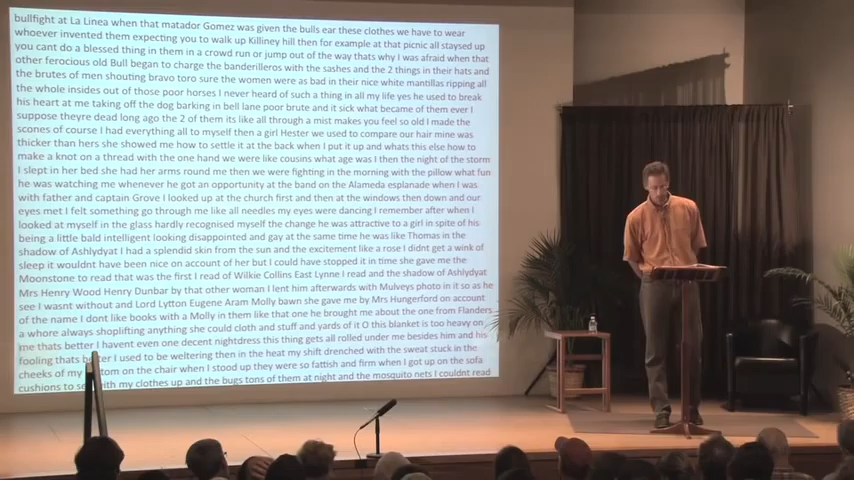 bullfight at La Linea when that matador Gomez was given the bulls ear these clothes we have to wear
whoever invented them expecting you to walk up Killiney hill then for example at that picnic all staysed up
you cant do a blessed thing in them in a crowd run or jump out of the way thats why I was afraid when that
other ferocious old Bull began to charge the banderilleros with the sashes and the 2 things in their hats and
the brutes of men shouting bravo toro sure the women were as bad in their nice white mantillas ripping all
the whole insides out of those poor horses I never heard of such a thing in all my life yes he used to break
his heart at me taking off the dog barking in bell lane poor brute and it sick what became of them ever I
suppose theyre dead long ago the 2 of them its like all through a mist makes you feel so old I made the
scones of course I had everything all to myself then a girl Hester we used to compare our hair mine was
thicker than hers she showed me how to settle it at the back when I put it up and whats this else how to
make a knot on a thread with the one hand we were like cousins what age was I then the night of the storm
I slept in her bed she had her arms round me then we were fighting in the morning with the pillow what fun
he was watching me whenever he got an opportunity at the band on the Alameda esplanade when I was
with father and captain Grove I looked up at the church first and then at the windows then down and our
eyes met I felt something go through me like all needles my eyes were dancing I remember after when I
looked at myself in the glass hardly recognised myself the change he was attractive to a girl in spite of his
being a little bald intelligent looking disappointed and gay at the same time he was like Thomas in the
shadow of Ashlydyat I had a splendid skin from the sun and the excitement like a rose I didnt get a wink of
sleep it wouldnt have been nice on account of her but I could have stopped it in time she gave me the
Moonstone to read that was the first I read of Wilkie Collins East Lynne I read and the shadow of Ashlydyat
Mrs Henry Wood Henry Dunbar by that other woman I lent him afterwards with Mulveys photo in it so as he
see I wasnt without and Lord Lytton Eugene Aram Molly bawn she gave me by Mrs Hungerford on account
of the name I dont like books with a Molly in them like that one he brought me about the one from Flanders
a whore always shoplifting anything she could cloth and stuff and yards of it O this blanket is too heavy on
me thats better I havent even one decent nightdress this thing gets all rolled under me besides him and his
fooling thats better I used to be weltering then in the heat my shift drenched with the sweat stuck in the
cheeks of my tom on the chair when I stood up they were so fattish and firm when I got up on the sofa
cushions to se with my clothes up and the bugs tons of them at night and the mosquito nets I couldnt read